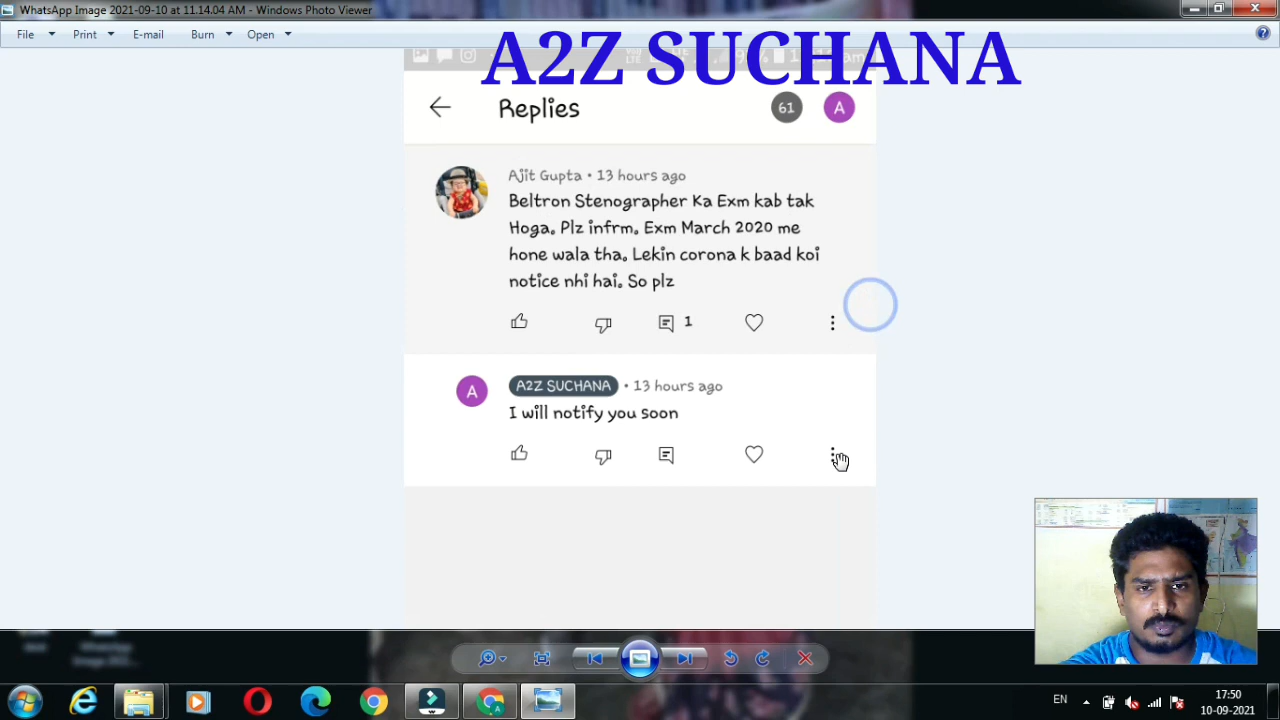 WhatsApp Image 2021-09-10 at 11.14.04 AM - Windows Photo Viewer
File Print E-mail Burn Open
A2Z SUCHANA
Replies 61 A
Ajit Gupta • 13 hours ago
Beltron Stenographer Ka Exm kab tak
Hoga. Plz infrm. Exm March 2020 me
hone wala tha. Lekin corona k baad koi
notice nhi hai. So plz
1
A A2Z SUCHANA • 13 hours ago
I will notify you soon
EN 17:50
10-09-2021